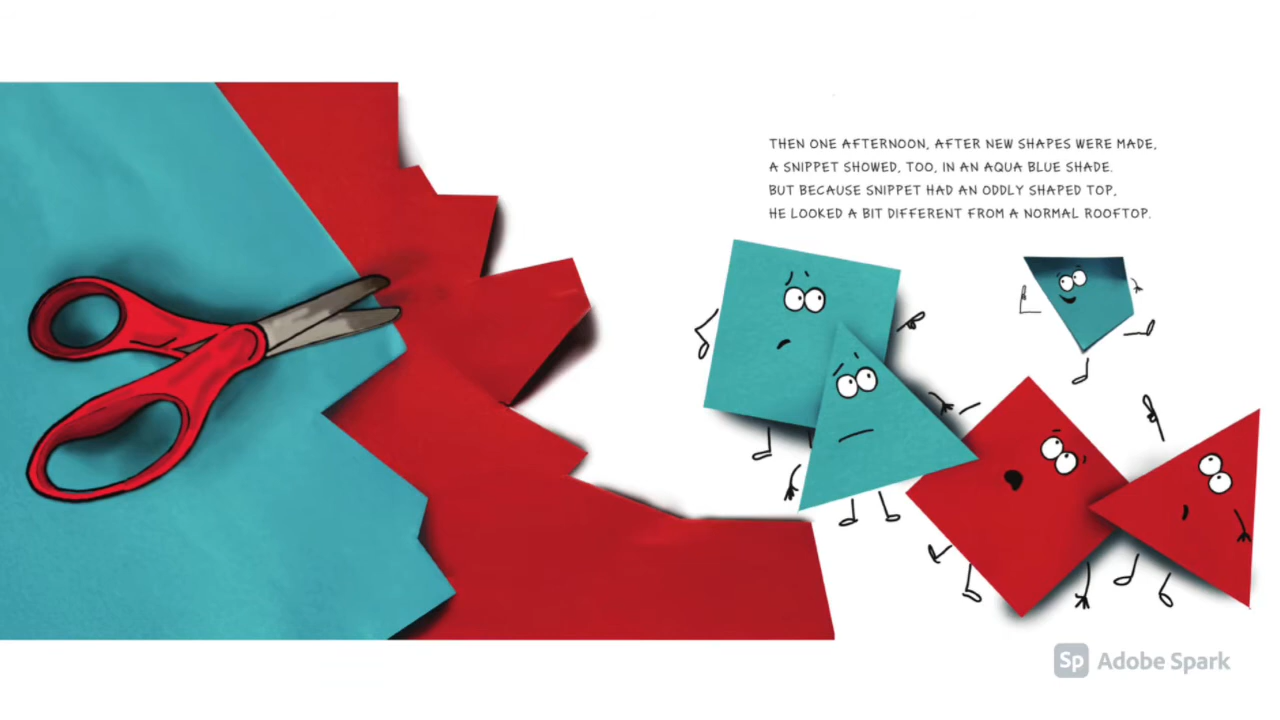 THEN ONE AFTERNOON, AFTER NEW SHAPES WERE MADE,
A SNIPPET SHOWED, TOO, IN AN AQUA BLUE SHADE.
BUT BECAUSE SNIPPET HAD AN ODDLY SHAPED TOP,
HE LOOKED A BIT DIFFERENT FROM A NORMAL ROOFTOP.
Sp Adobe Spark